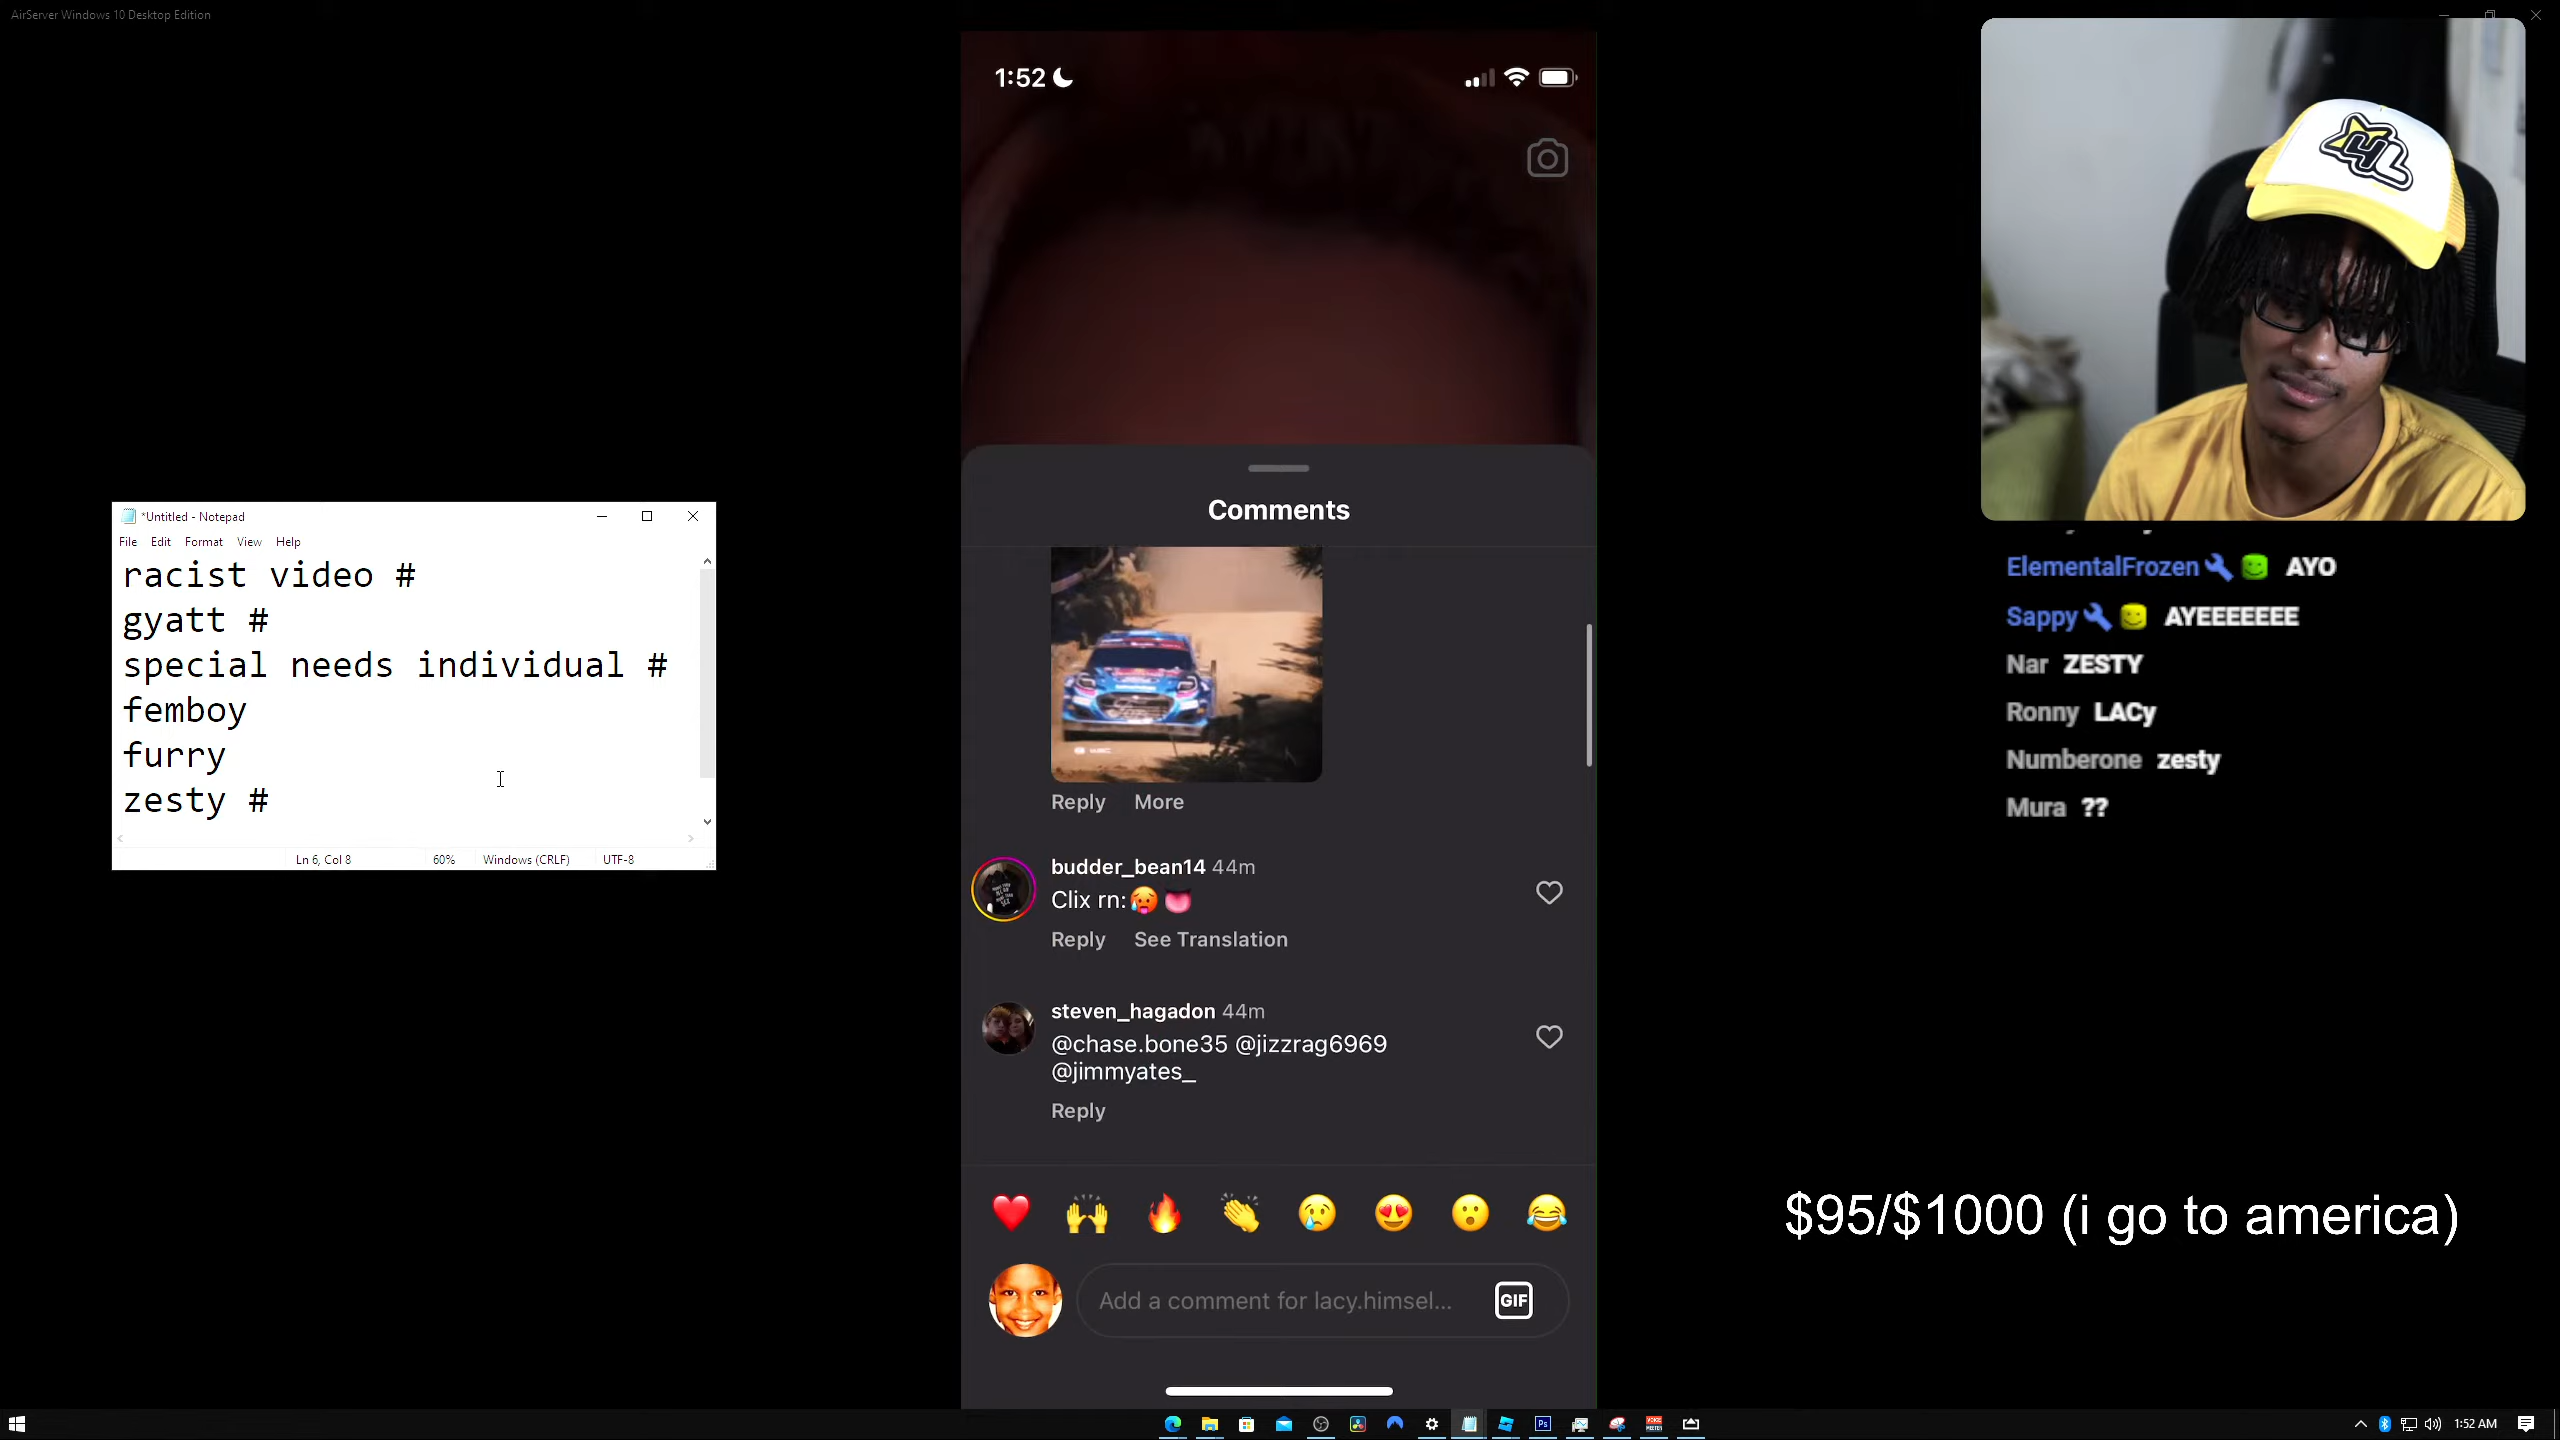 AirServer Windows 10 Desktop Edition
1:52
4L
*Untitled - Notepad
File Edit Format View Help
racist video #
gyatt #
special needs individual #
femboy
furry
zesty #
Ln 6, Col 8 60% Windows (CRLF) UTF-8
Comments
Reply More
budder_bean14 44m
Clix rn:🥵👅
Reply See Translation
steven_hagadon 44m
@chase.bone35 @jizzrag6969
@jimmyates_
Reply
❤️🙌🔥👏😢😍😮😂
Add a comment for lacy.himsel...
GIF
ElementalFrozen AYO
Sappy AYEEEEEEE
Nar ZESTY
Ronny LACy
Numberone zesty
Mura ??
$95/$1000 (i go to america)
Ps
1:52 AM